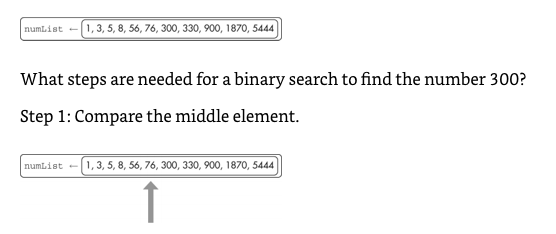 numList ← 1, 3, 5, 8, 56, 76, 300, 330, 900, 1870, 5444
What steps are needed for a binary search to find the number 300?
Step 1: Compare the middle element.
numList ← 1, 3, 5, 8, 56, 76, 300, 330, 900, 1870, 5444